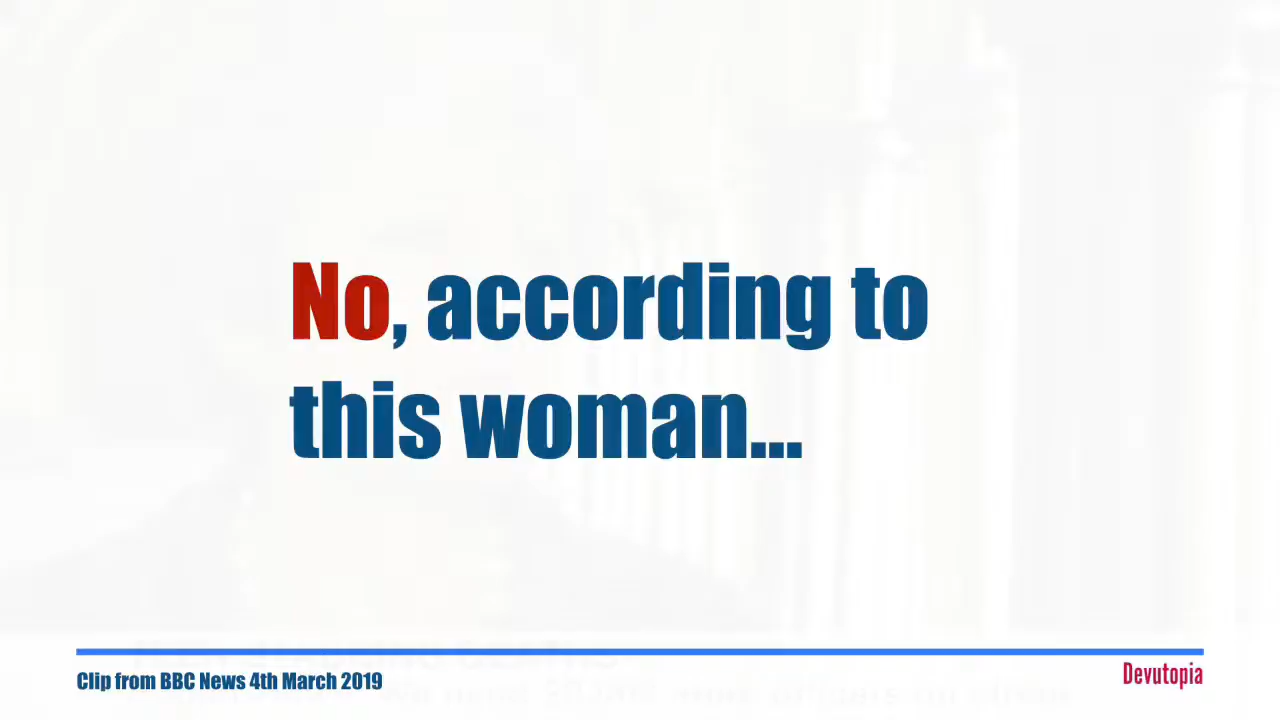 No, according to
this woman...
Clip from BBC News 4th March 2019
Devutopia